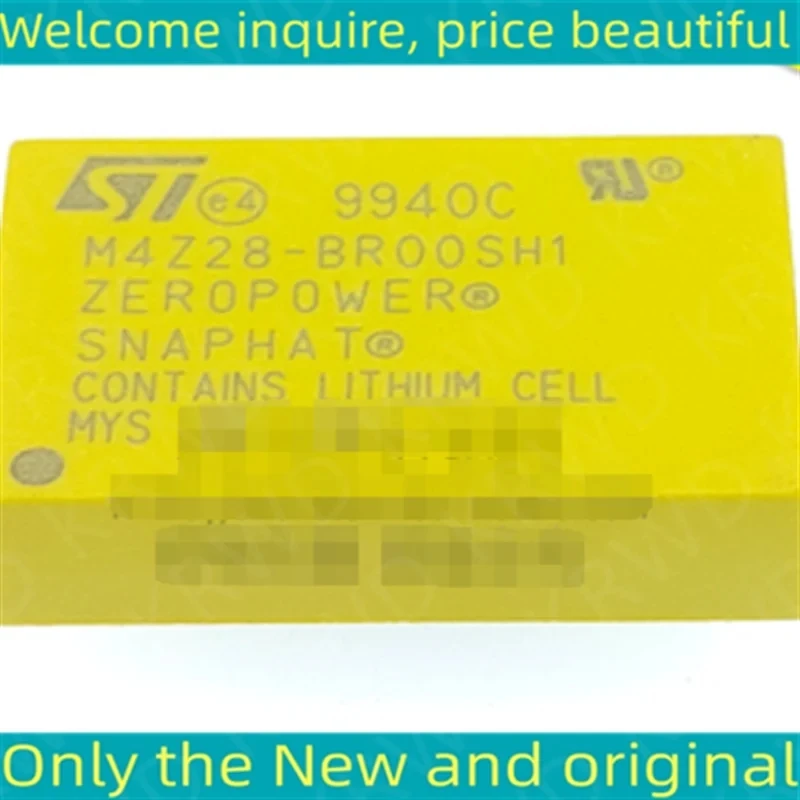 Welcome inquire, price beautiful
ST e4 9940C RU®
M4Z28-BR00SH1
ZEROPOWER®
SNAPHAT®
CONTAINS LITHIUM CELL
MYS
Only the New and original